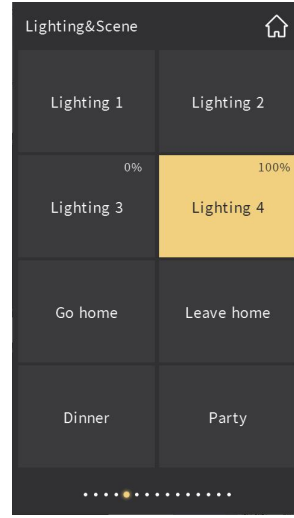 Lighting&Scene
Lighting 1
Lighting 2
0%
Lighting 3
100%
Lighting 4
Go home
Leave home
Dinner
Party